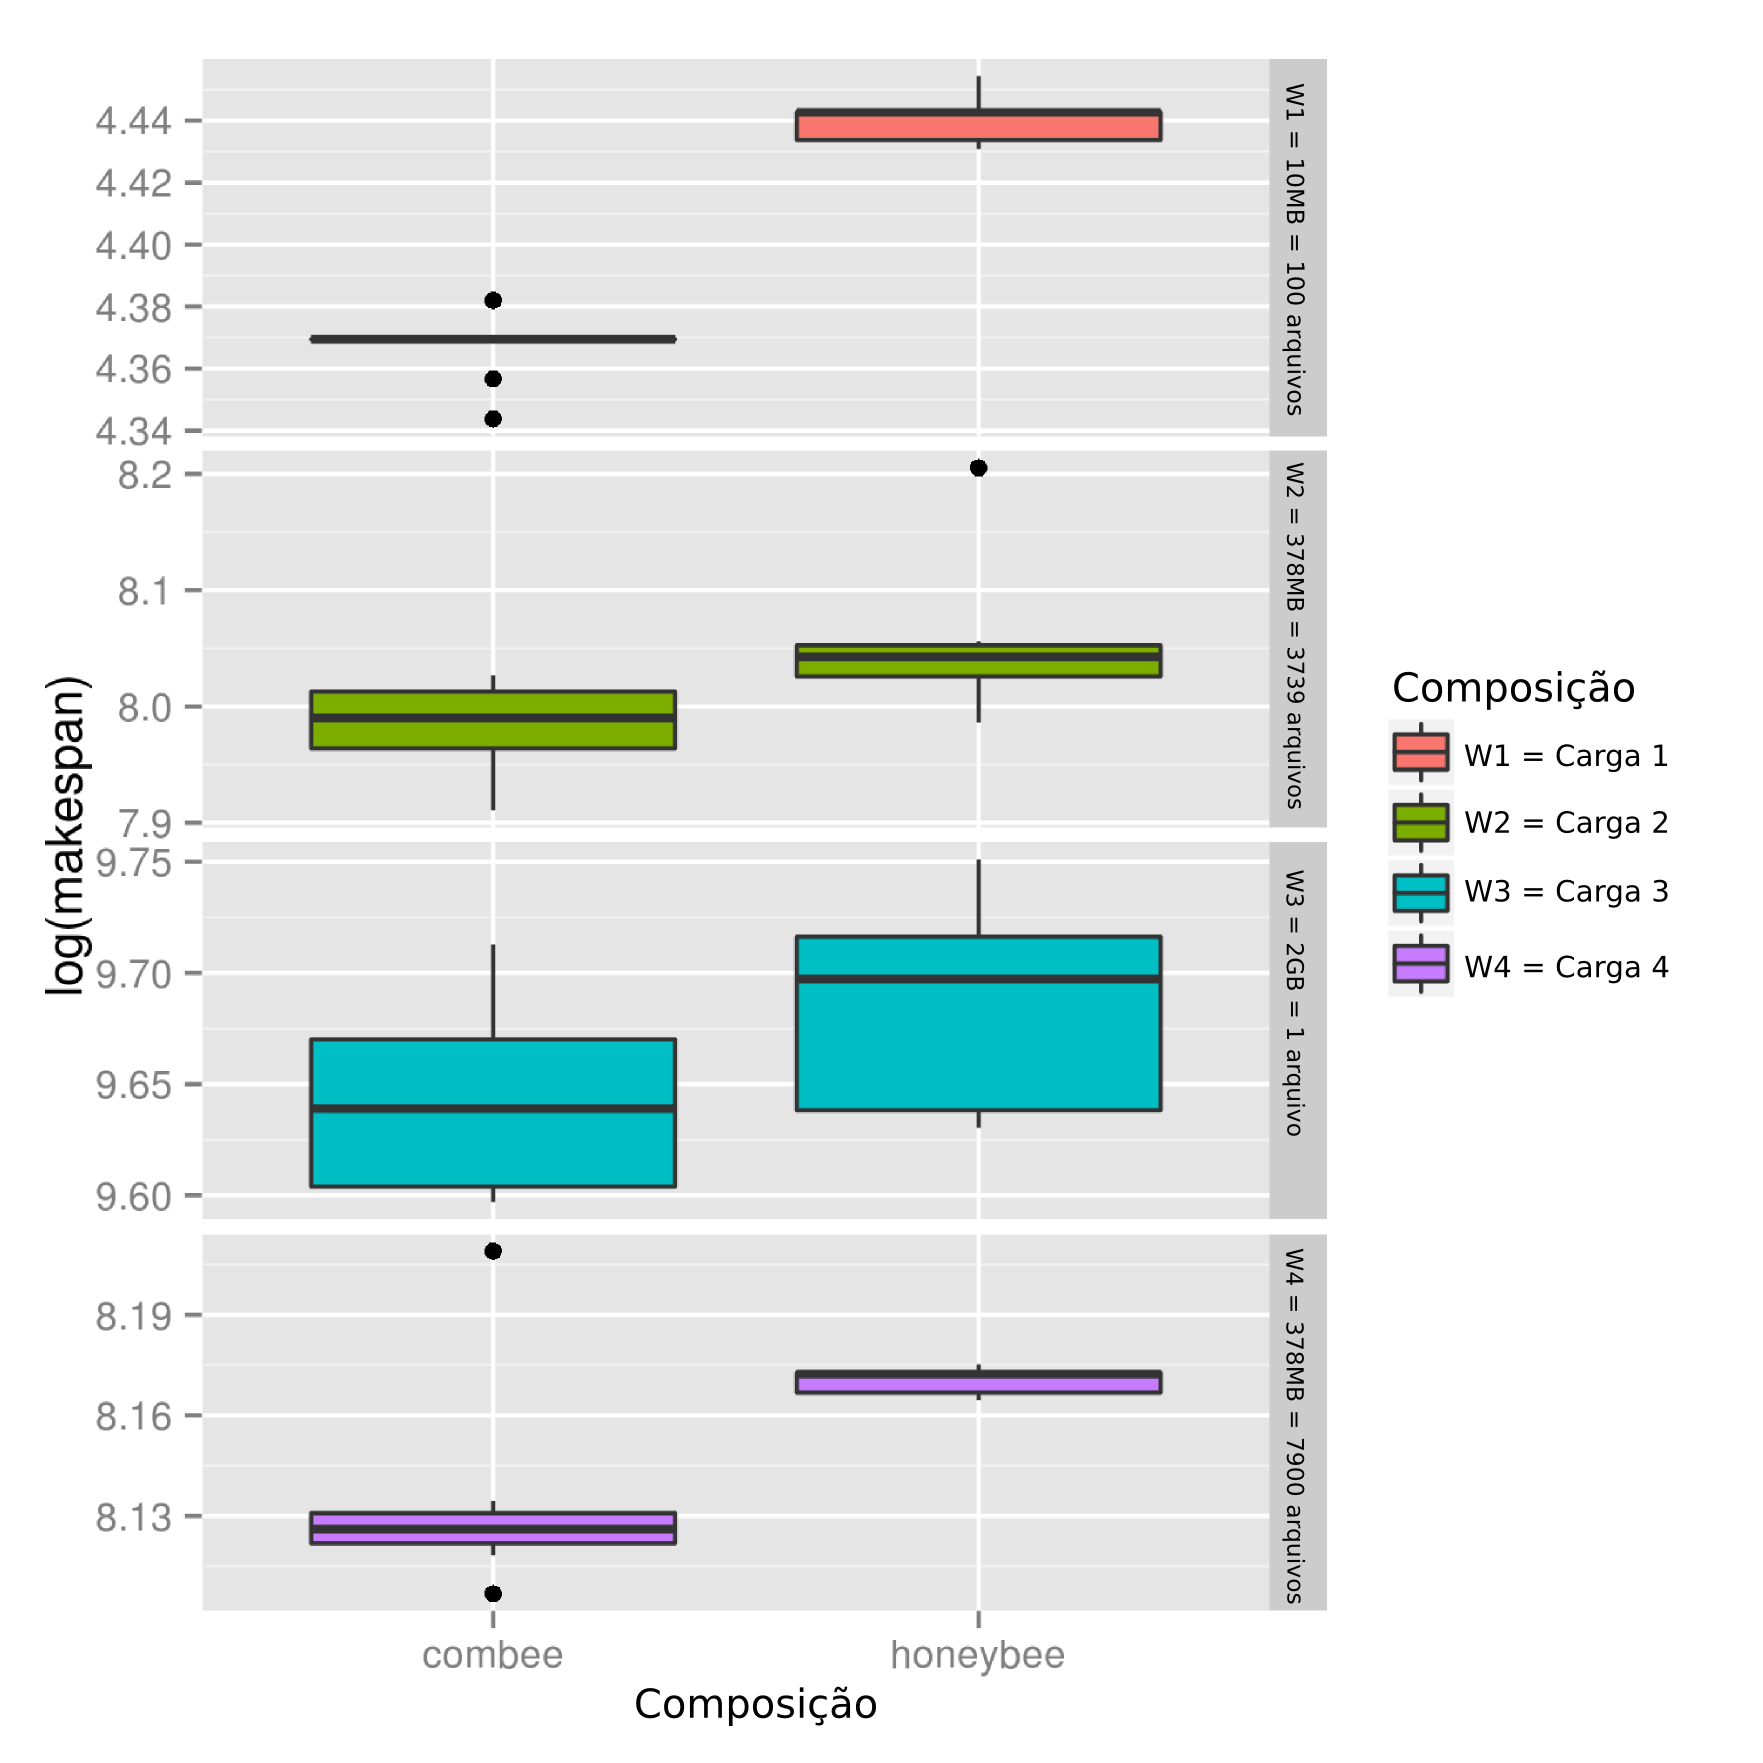 log(makespan)
4.44
4.42
4.40
4.38
4.36
4.34
W1 = 10MB = 100 arquivos
8.2
8.1
8.0
7.9
W2 = 378MB = 3739 arquivos
9.75
9.70
9.65
9.60
W3 = 2GB = 1 arquivo
8.19
8.16
8.13
W4 = 378MB = 7900 arquivos
combee honeybee
Composição
Composição
W1 = Carga 1
W2 = Carga 2
W3 = Carga 3
W4 = Carga 4